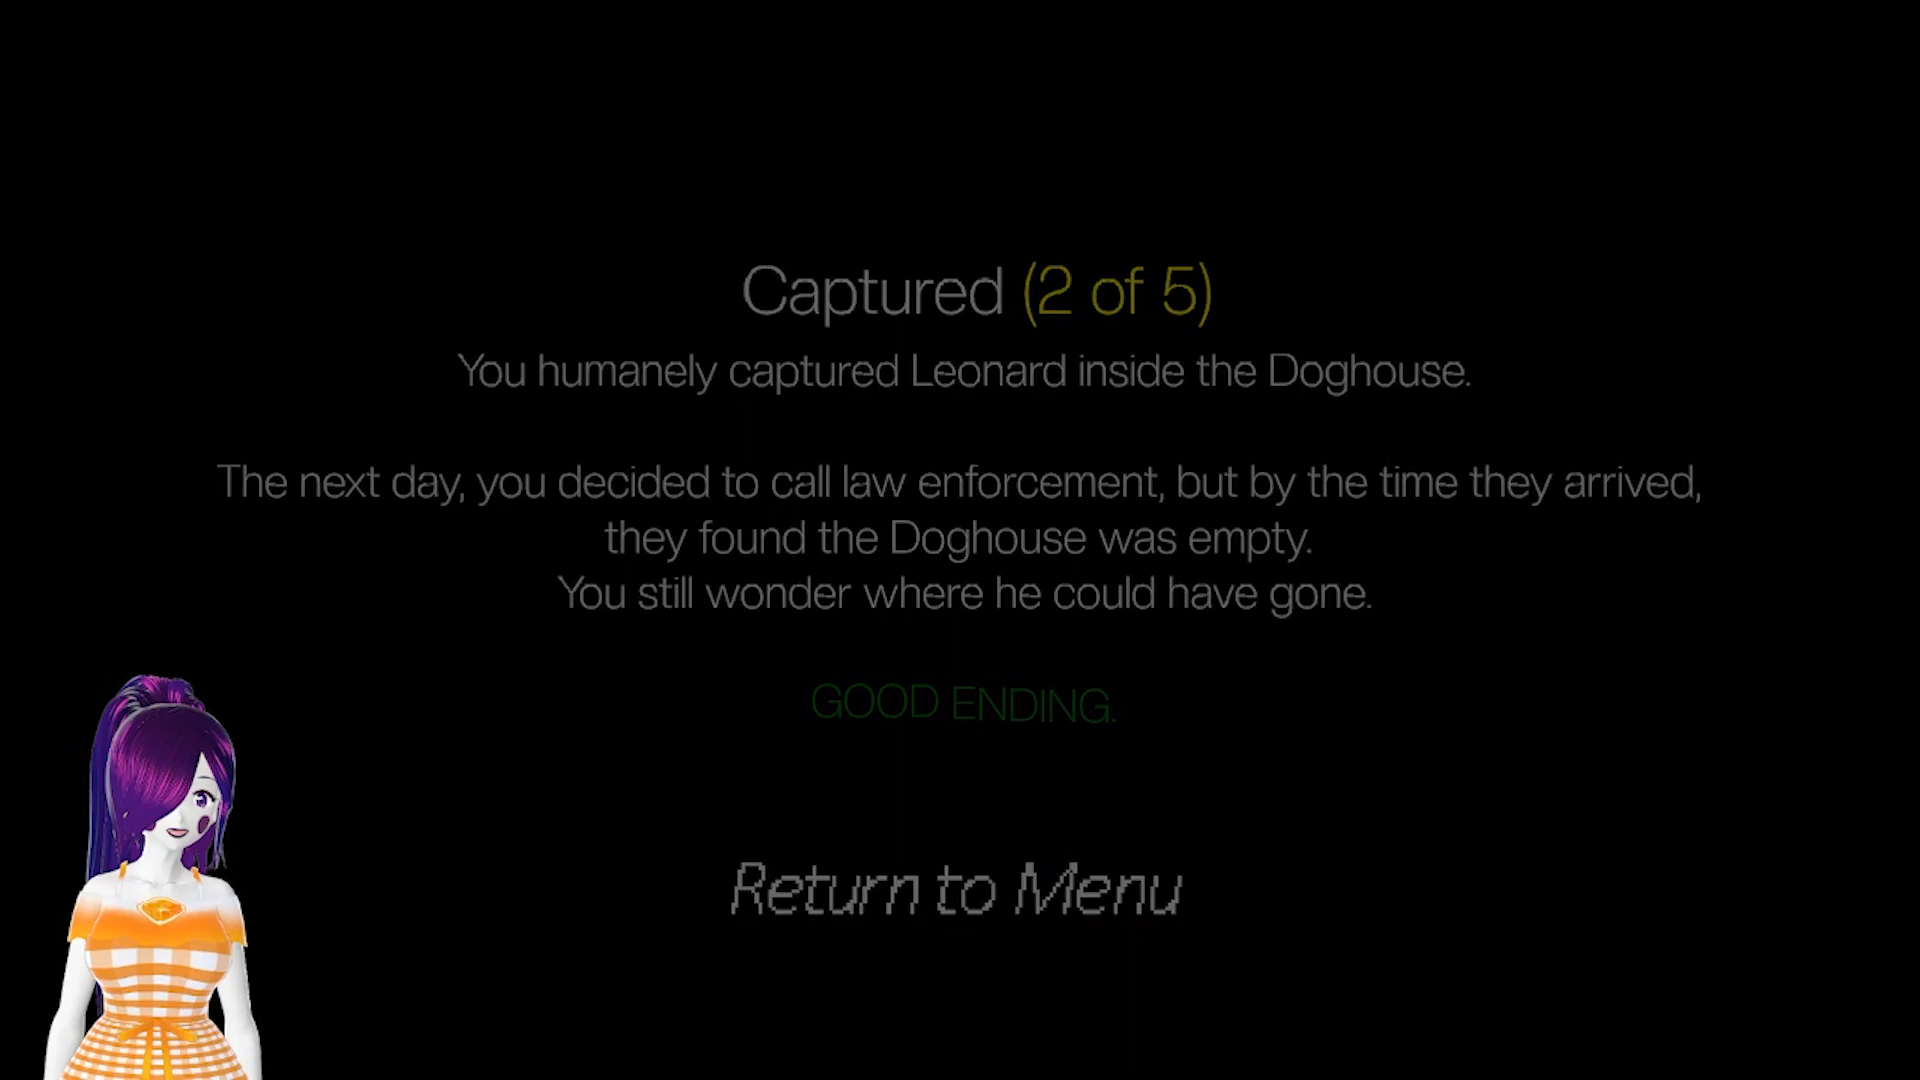 Captured (2 of 5)
You humanely captured Leonard inside the Doghouse.
The next day, you decided to call law enforcement, but by the time they arrived,
they found the Doghouse was empty.
You still wonder where he could have gone.
GOOD ENDING.
Return to Menu